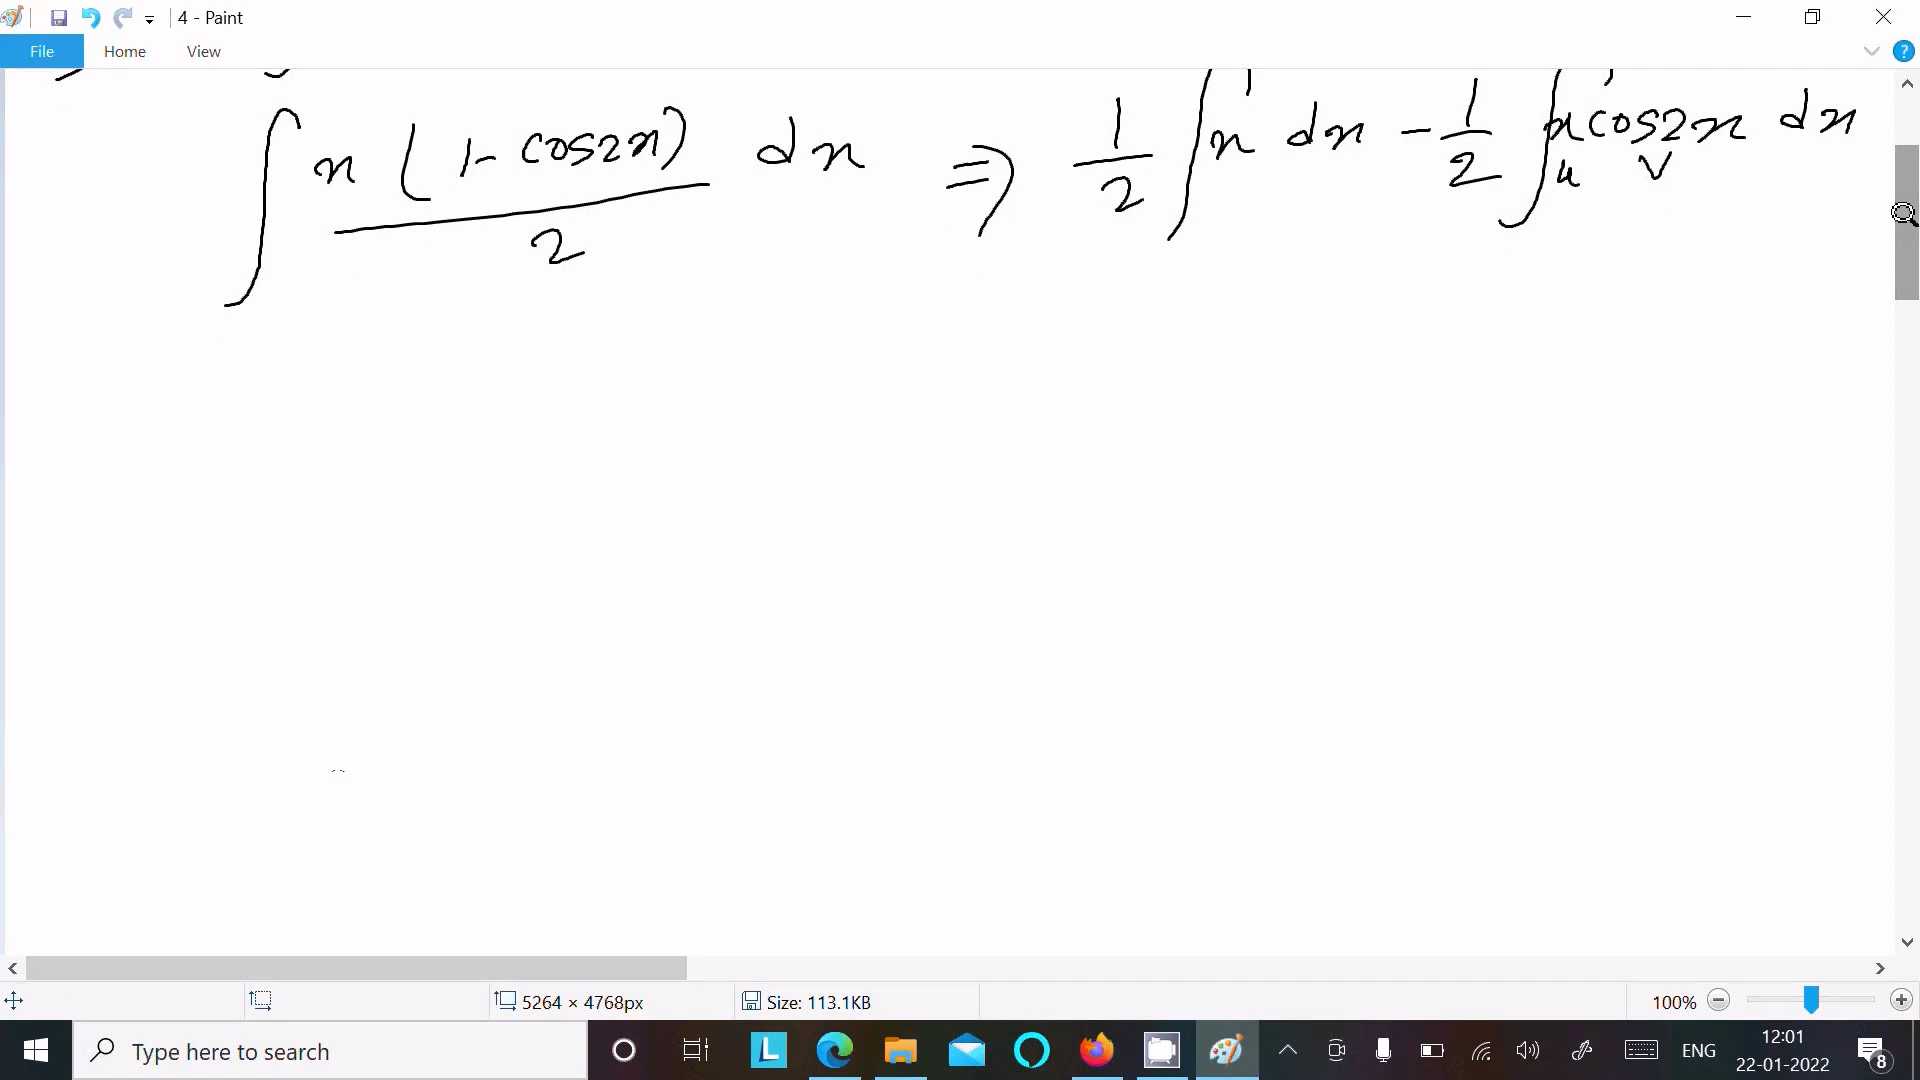 4 - Paint
File Home View
∫ x (1 - cos2x) / 2 dx ⇒ 1/2 ∫ x dx - 1/2 ∫ x cos2x dx
u v
5264 × 4768px Size: 113.1KB 100%
Type here to search L ENG 12:01
22-01-2022 8